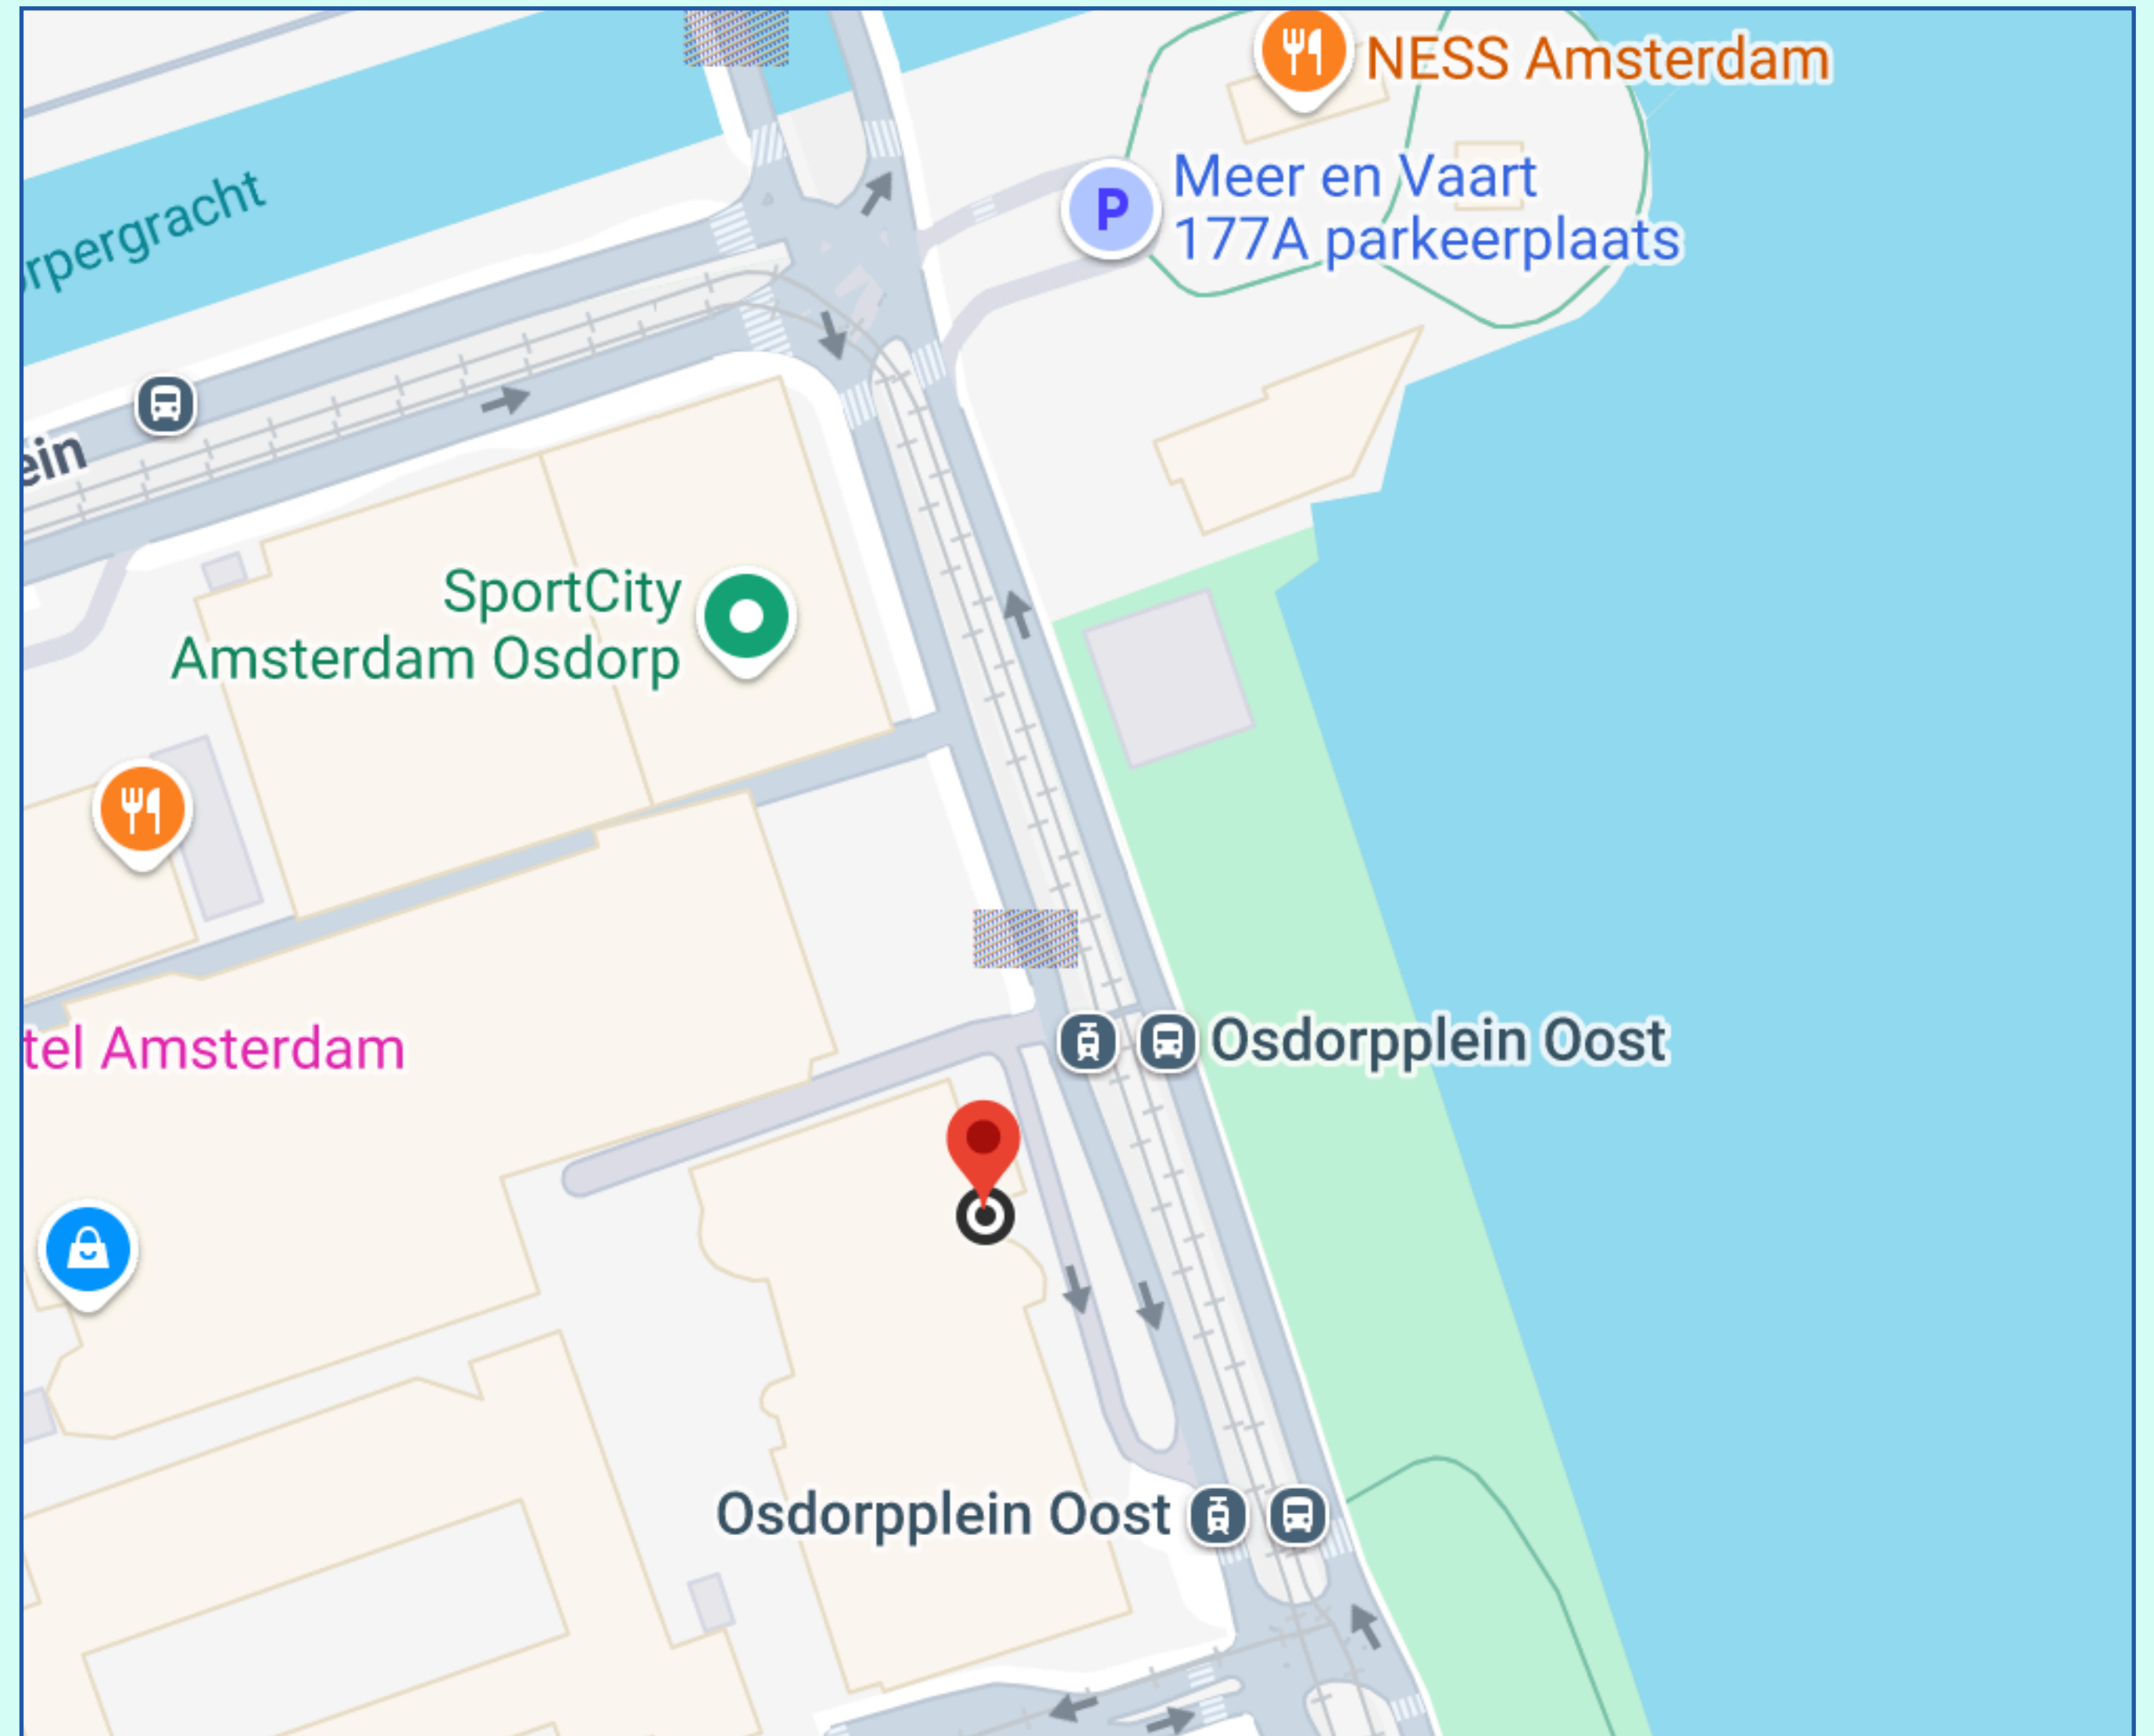 NESS Amsterdam
Meer en Vaart
177A parkeerplaats
P
rpergracht
ein
SportCity
Amsterdam Osdorp
Osdorpplein Oost
tel Amsterdam
Osdorpplein Oost